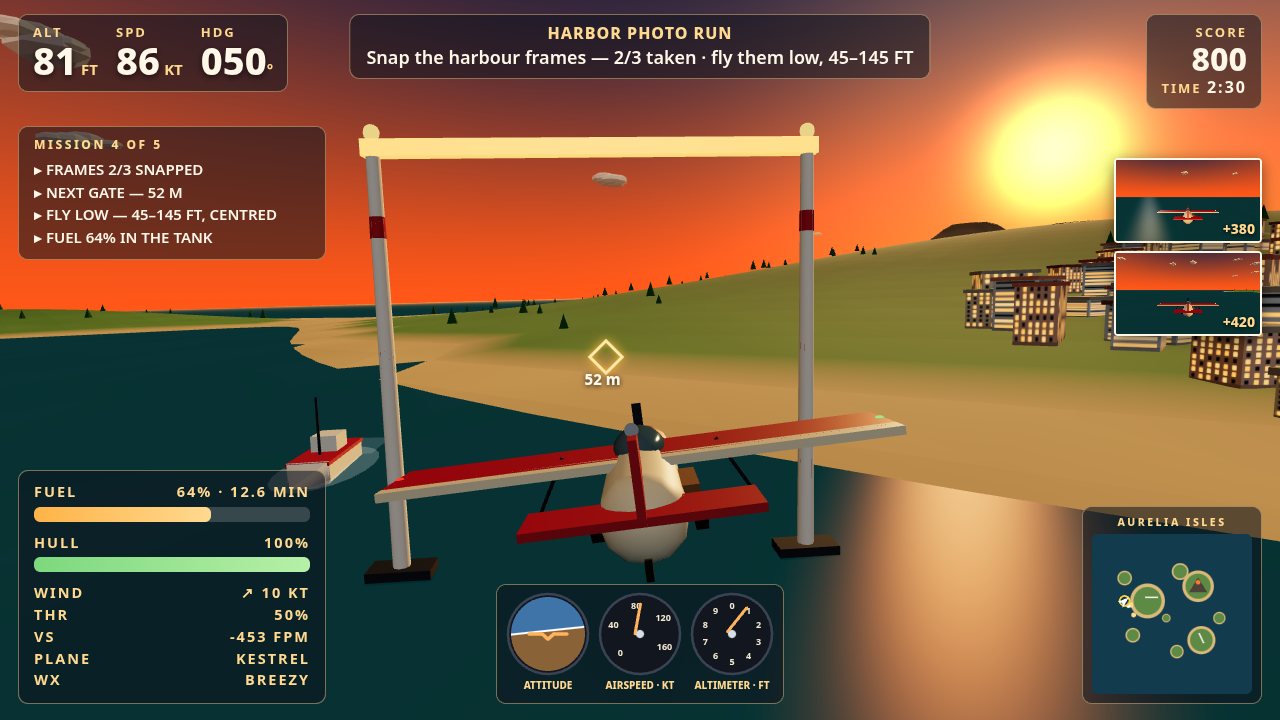 ALT SPD HDG
81 FT 86 KT 050°
HARBOR PHOTO RUN
Snap the harbour frames — 2/3 taken · fly them low, 45–145 FT
SCORE
800
TIME 2:30
MISSION 4 OF 5
▸ FRAMES 2/3 SNAPPED
▸ NEXT GATE — 52 M
▸ FLY LOW — 45–145 FT, CENTRED
▸ FUEL 64% IN THE TANK
+380
+420
52 m
FUEL 64% · 12.6 MIN
HULL 100%
WIND ↗ 10 KT
THR 50%
VS -453 FPM
PLANE KESTREL
WX BREEZY
ATTITUDE
0 40 80 120 160
AIRSPEED · KT
0 1 2 3 4 5 6 7 8 9
ALTIMETER · FT
AURELIA ISLES